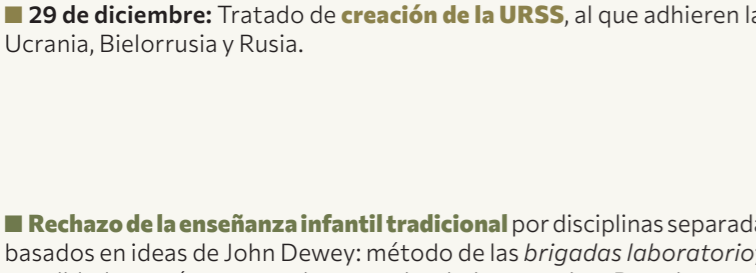 ■ 29 de diciembre: Tratado de creación de la URSS, al que adhieren la
Ucrania, Bielorrusia y Rusia.
■ Rechazo de la enseñanza infantil tradicional por disciplinas separada
basados en ideas de John Dewey: método de las brigadas laboratorio